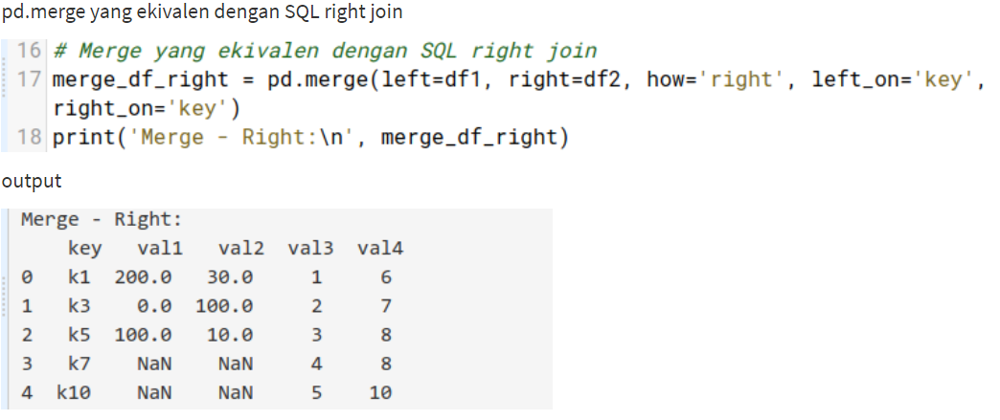 pd.merge yang ekivalen dengan SQL right join
16 # Merge yang ekivalen dengan SQL right join
17 merge_df_right = pd.merge(left=df1, right=df2, how='right', left_on='key',
right_on='key')
18 print('Merge - Right:\n', merge_df_right)
output
Merge - Right:
key val1 val2 val3 val4
0 k1 200.0 30.0 1 6
1 k3 0.0 100.0 2 7
2 k5 100.0 10.0 3 8
3 k7 NaN NaN 4 8
4 k10 NaN NaN 5 10